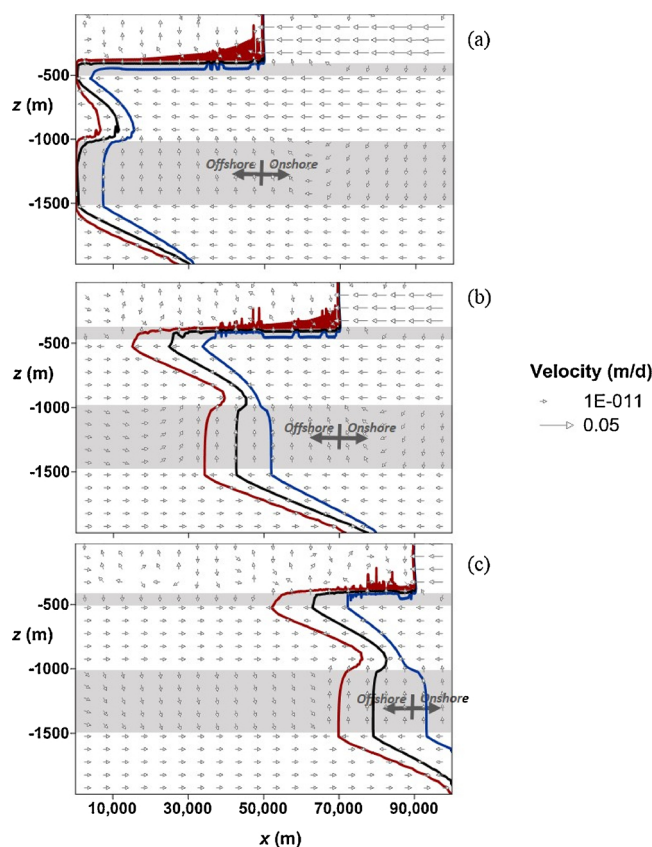 (a)
-500
z (m)
-1000
Offshore Onshore
-1500
(b)
-500
z (m)
-1000
Offshore Onshore
-1500
Velocity (m/d)
1E-011
0.05
(c)
-500
z (m)
-1000
Offshore Onshore
-1500
10,000 30,000 50,000 70,000 90,000
x (m)